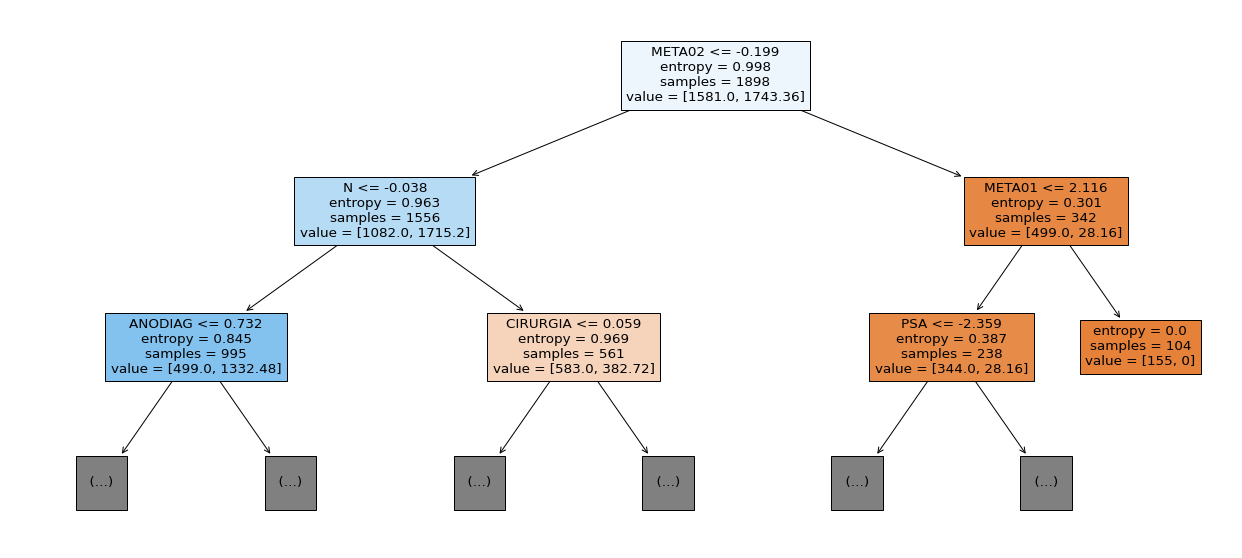 META02 <= -0.199
entropy = 0.998
samples = 1898
value = [1581.0, 1743.36]
N <= -0.038
entropy = 0.963
samples = 1556
value = [1082.0, 1715.2]
META01 <= 2.116
entropy = 0.301
samples = 342
value = [499.0, 28.16]
ANODIAG <= 0.732
entropy = 0.845
samples = 995
value = [499.0, 1332.48]
CIRURGIA <= 0.059
entropy = 0.969
samples = 561
value = [583.0, 382.72]
PSA <= -2.359
entropy = 0.387
samples = 238
value = [344.0, 28.16]
entropy = 0.0
samples = 104
value = [155, 0]
(...)
(...)
(...)
(...)
(...)
(...)